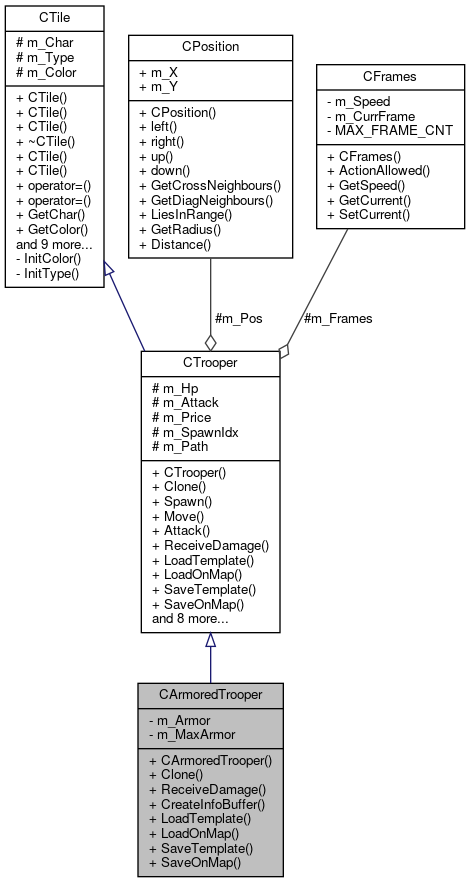 CTile
# m_Char
# m_Type
# m_Color
+ CTile()
+ CTile()
+ CTile()
+ ~CTile()
+ CTile()
+ CTile()
+ operator=()
+ operator=()
+ GetChar()
+ GetColor()
and 9 more...
- InitColor()
- InitType()
CPosition
+ m_X
+ m_Y
+ CPosition()
+ left()
+ right()
+ up()
+ down()
+ GetCrossNeighbours()
+ GetDiagNeighbours()
+ LiesInRange()
+ GetRadius()
+ Distance()
CFrames
- m_Speed
- m_CurrFrame
- MAX_FRAME_CNT
+ CFrames()
+ ActionAllowed()
+ GetSpeed()
+ GetCurrent()
+ SetCurrent()
#m_Pos
#m_Frames
CTrooper
# m_Hp
# m_Attack
# m_Price
# m_SpawnIdx
# m_Path
+ CTrooper()
+ Clone()
+ Spawn()
+ Move()
+ Attack()
+ ReceiveDamage()
+ LoadTemplate()
+ LoadOnMap()
+ SaveTemplate()
+ SaveOnMap()
and 8 more...
CArmoredTrooper
- m_Armor
- m_MaxArmor
+ CArmoredTrooper()
+ Clone()
+ ReceiveDamage()
+ CreateInfoBuffer()
+ LoadTemplate()
+ LoadOnMap()
+ SaveTemplate()
+ SaveOnMap()